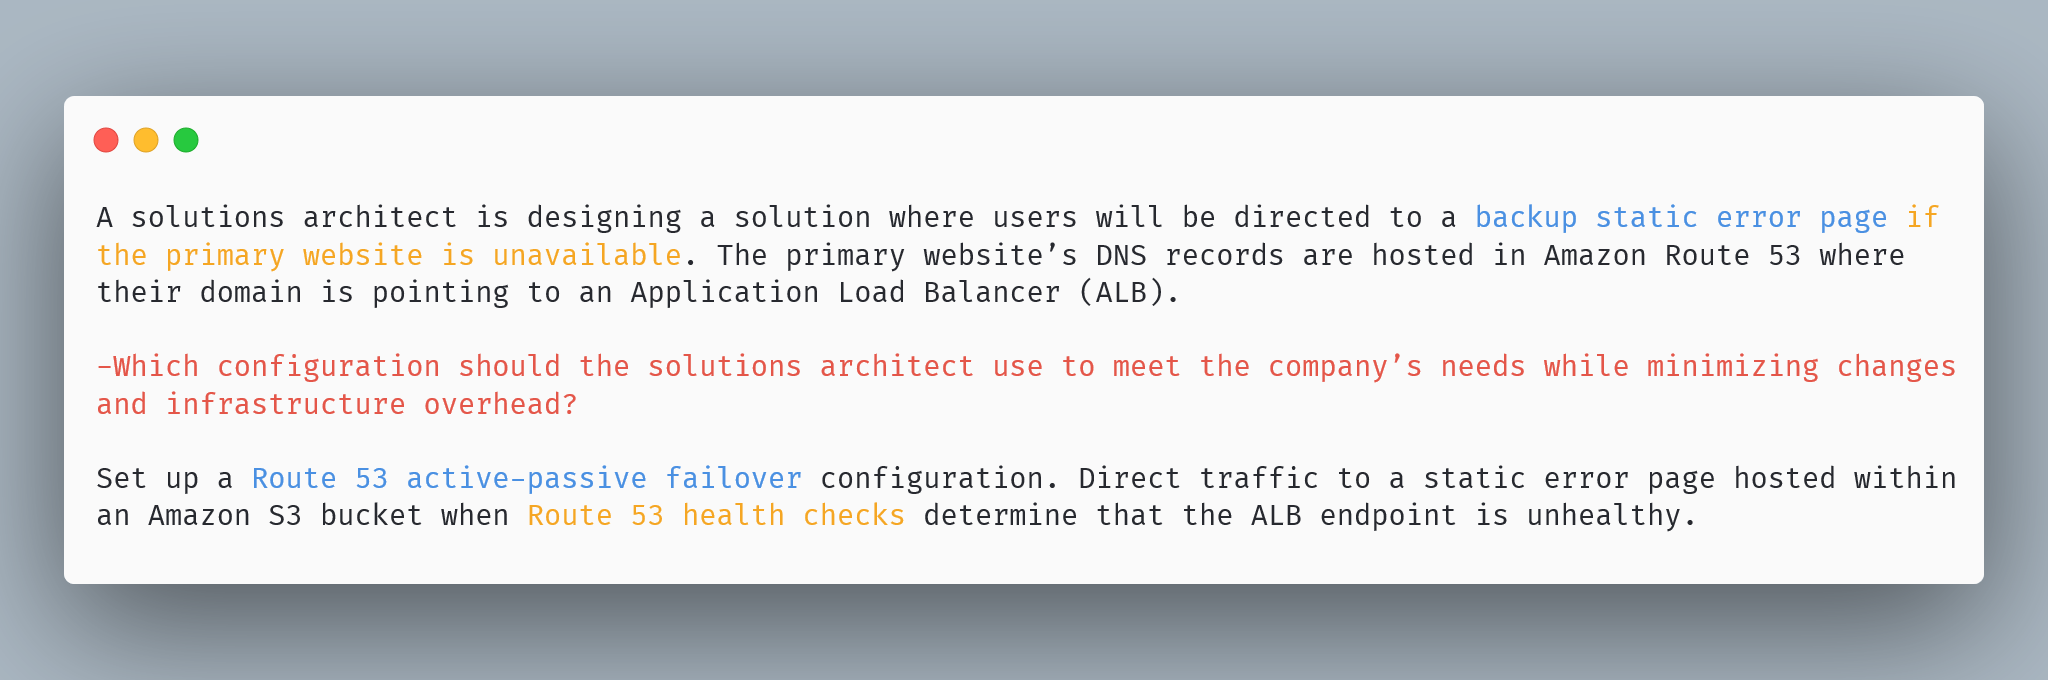 A solutions architect is designing a solution where users will be directed to a backup static error page if
the primary website is unavailable. The primary website’s DNS records are hosted in Amazon Route 53 where
their domain is pointing to an Application Load Balancer (ALB).
-Which configuration should the solutions architect use to meet the company’s needs while minimizing changes
and infrastructure overhead?
Set up a Route 53 active-passive failover configuration. Direct traffic to a static error page hosted within
an Amazon S3 bucket when Route 53 health checks determine that the ALB endpoint is unhealthy.